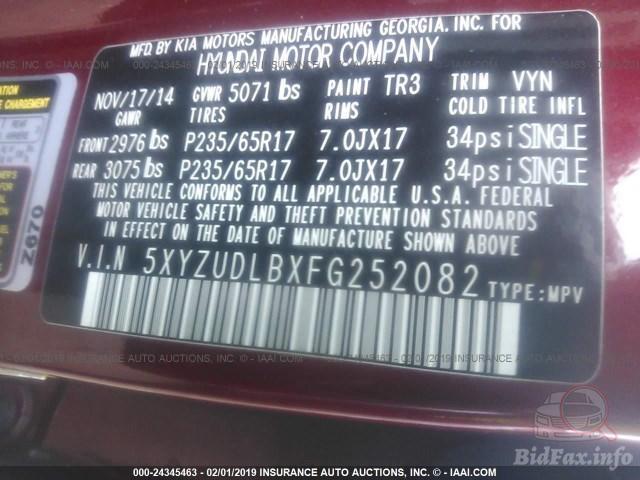 MFD. BY KIA MOTORS MANUFACTURING GEORGIA, INC. FOR
HYUNDAI MOTOR COMPANY
NOV/17/14 GVWR 5071 lbs PAINT TR3 TRIM VYN
GAWR TIRES RIMS COLD TIRE INFL
FRONT 2976 lbs P235/65R17 7.0JX17 34psi SINGLE
REAR 3075 lbs P235/65R17 7.0JX17 34psi SINGLE
THIS VEHICLE CONFORMS TO ALL APPLICABLE U.S.A. FEDERAL
MOTOR VEHICLE SAFETY AND THEFT PREVENTION STANDARDS
IN EFFECT ON THE DATE OF MANUFACTURE SHOWN ABOVE.
V.I.N 5XYZUDLBXFG252082 TYPE:MPV
Z670
000-24345463 - 02/01/2019 INSURANCE AUTO AUCTIONS, INC. - © IAAI.COM
BidFax.info